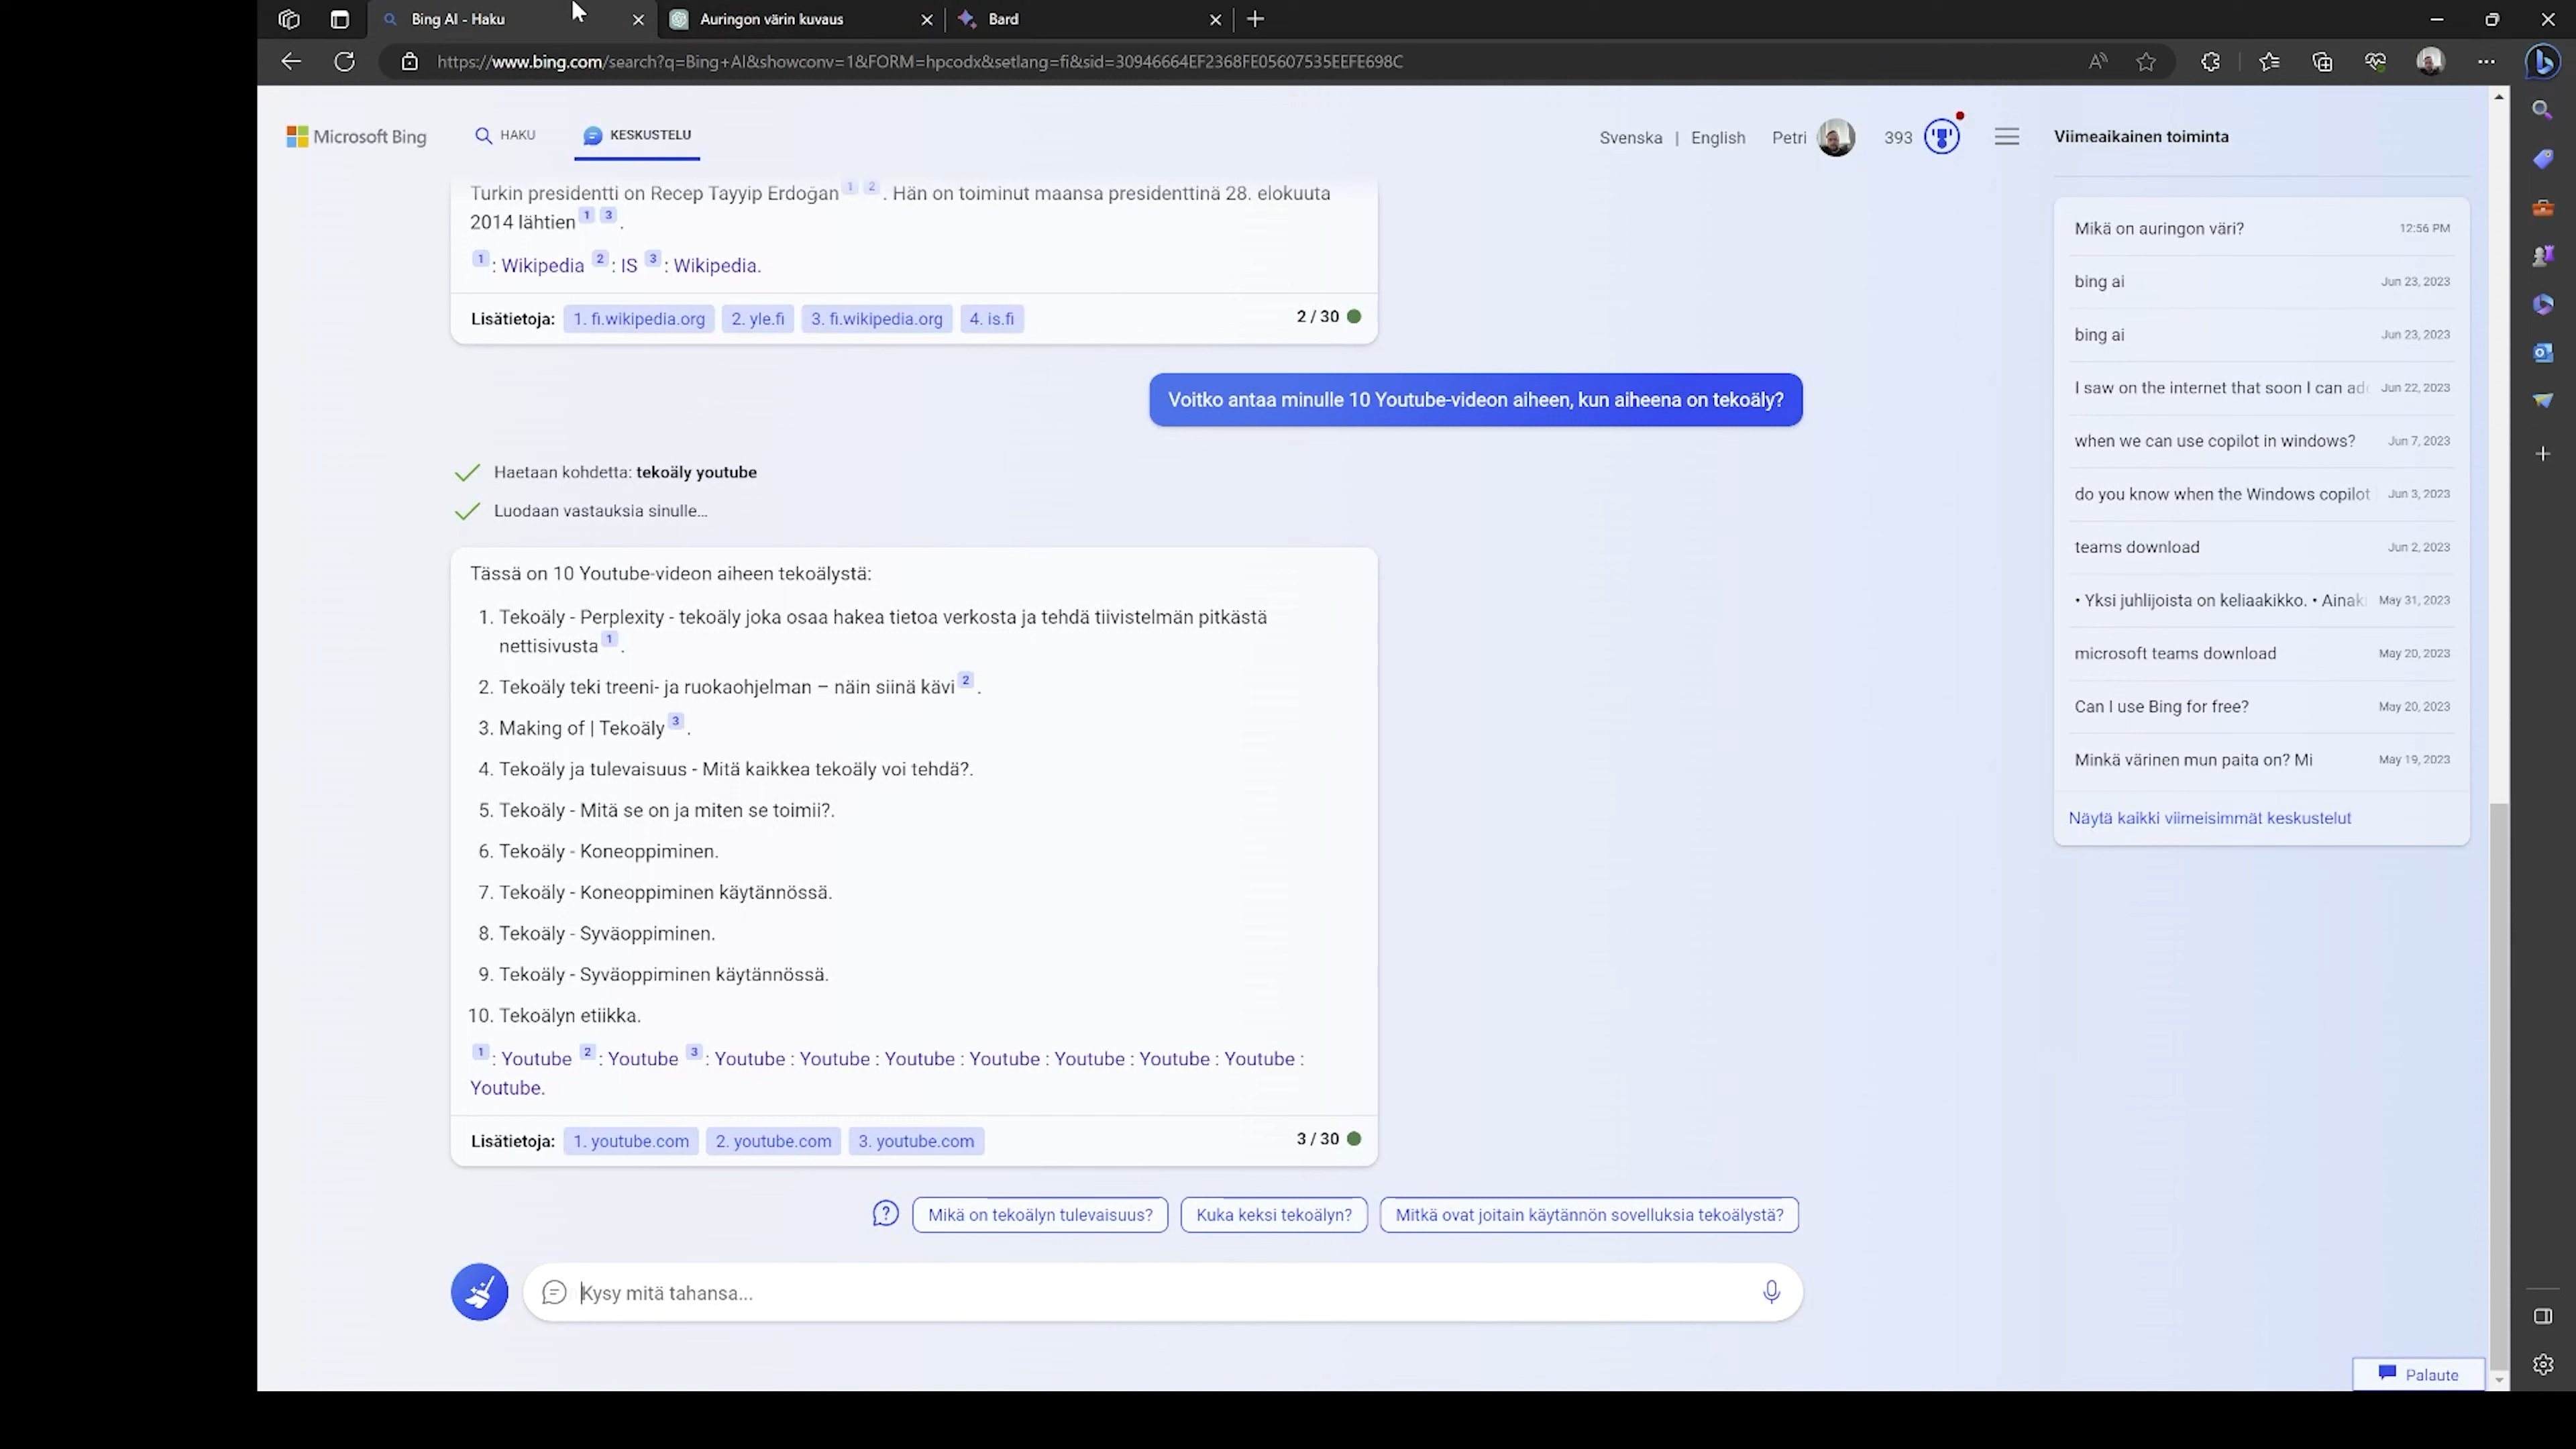 Bing AI - Haku
Auringon värin kuvaus
Bard
https://www.bing.com/search?q=Bing+AI&showconv=1&FORM=hpcodx&setlang=fi&sid=30946664EF2368FE05607535EEFE698C
Microsoft Bing
HAKU
KESKUSTELU
Svenska | English
Petri
393
Turkin presidentti on Recep Tayyip Erdoğan 1 2 . Hän on toiminut maansa presidenttinä 28. elokuuta
2014 lähtien 1 3 .
1 : Wikipedia 2 : IS 3 : Wikipedia.
Lisätietoja: 1. fi.wikipedia.org 2. yle.fi 3. fi.wikipedia.org 4. is.fi 2 / 30
Voitko antaa minulle 10 Youtube-videon aiheen, kun aiheena on tekoäly?
Haetaan kohdetta: tekoäly youtube
Luodaan vastauksia sinulle...
Tässä on 10 Youtube-videon aiheen tekoälystä:
1. Tekoäly - Perplexity - tekoäly joka osaa hakea tietoa verkosta ja tehdä tiivistelmän pitkästä
nettisivusta 1 .
2. Tekoäly teki treeni- ja ruokaohjelman – näin siinä kävi 2 .
3. Making of | Tekoäly 3 .
4. Tekoäly ja tulevaisuus - Mitä kaikkea tekoäly voi tehdä?.
5. Tekoäly - Mitä se on ja miten se toimii?.
6. Tekoäly - Koneoppiminen.
7. Tekoäly - Koneoppiminen käytännössä.
8. Tekoäly - Syväoppiminen.
9. Tekoäly - Syväoppiminen käytännössä.
10. Tekoälyn etiikka.
1 : Youtube 2 : Youtube 3 : Youtube : Youtube : Youtube : Youtube : Youtube : Youtube : Youtube :
Youtube.
Lisätietoja: 1. youtube.com 2. youtube.com 3. youtube.com 3 / 30
Mikä on tekoälyn tulevaisuus?
Kuka keksi tekoälyn?
Mitkä ovat joitain käytännön sovelluksia tekoälystä?
Kysy mitä tahansa...
Viimeaikainen toiminta
Mikä on auringon väri? 12:56 PM
bing ai Jun 23, 2023
bing ai Jun 23, 2023
I saw on the internet that soon I can add Jun 22, 2023
when we can use copilot in windows? Jun 7, 2023
do you know when the Windows copilot Jun 3, 2023
teams download Jun 2, 2023
• Yksi juhlijoista on keliaakikko. • Ainaki May 31, 2023
microsoft teams download May 20, 2023
Can I use Bing for free? May 20, 2023
Minkä värinen mun paita on? Mi May 19, 2023
Näytä kaikki viimeisimmät keskustelut
Palaute